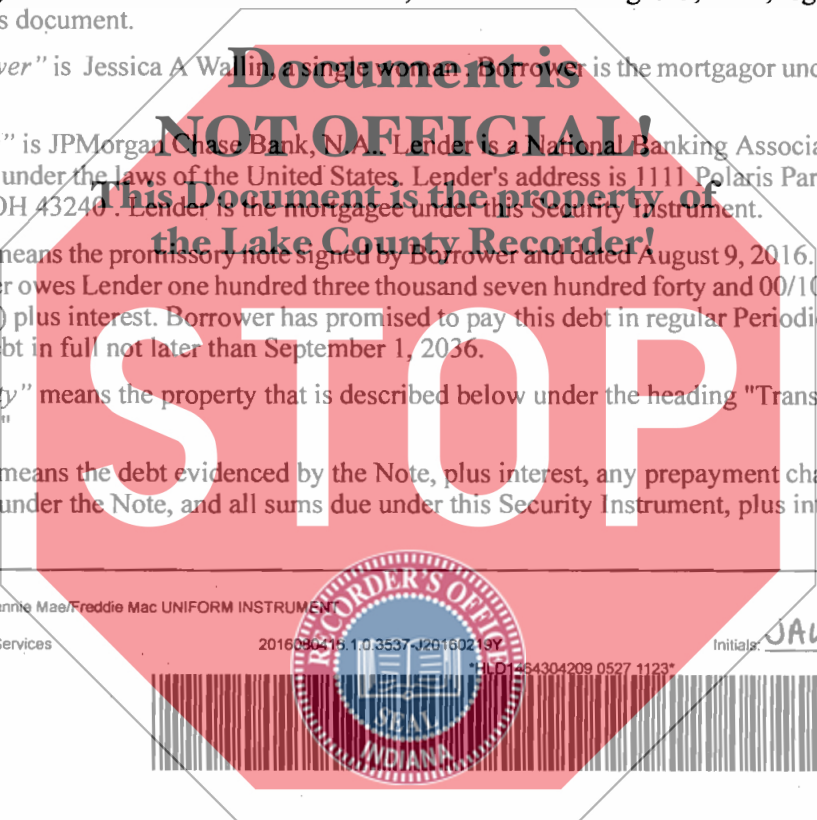 s document.
ver" is Jessica A Wallin, a single woman. Borrower is the mortgagor und
Document is
NOT OFFICIAL!
" is JPMorgan Chase Bank, N.A.. Lender is a National Banking Associa
under the laws of the United States. Lender's address is 1111 Polaris Par
This Document is the property of
OH 43240 . Lender is the mortgagee under this Security Instrument.
the Lake County Recorder!
means the promissory note signed by Borrower and dated August 9, 2016.
r owes Lender one hundred three thousand seven hundred forty and 00/10
) plus interest. Borrower has promised to pay this debt in regular Periodi
bt in full not later than September 1, 2036.
STOP
ty" means the property that is described below under the heading "Trans
"
means the debt evidenced by the Note, plus interest, any prepayment cha
under the Note, and all sums due under this Security Instrument, plus in
RECORDER'S OFFICE
SEAL
INDIANA
annie Mae/Freddie Mac UNIFORM INSTRUMENT
Services
Initials: JAW
*HLD1464304209 0527 1123*